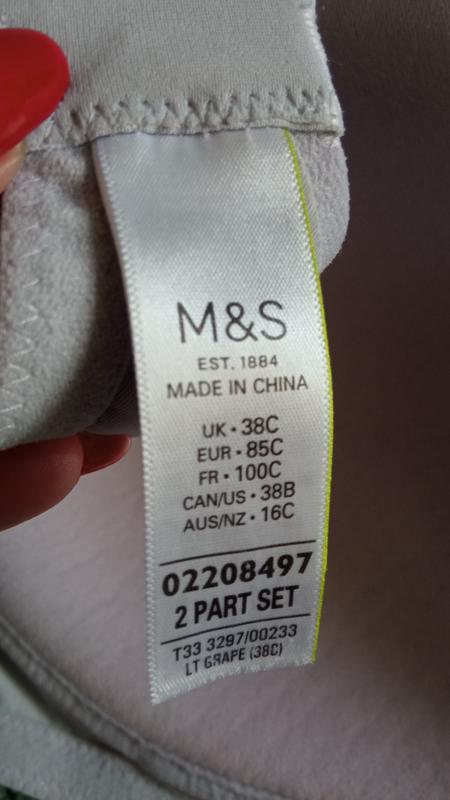 M&S
EST. 1884
MADE IN CHINA
UK • 38C
EUR • 85C
FR • 100C
CAN/US • 38B
AUS/NZ • 16C
02208497
2 PART SET
T33 3297/00233
LT GRAPE (38C)